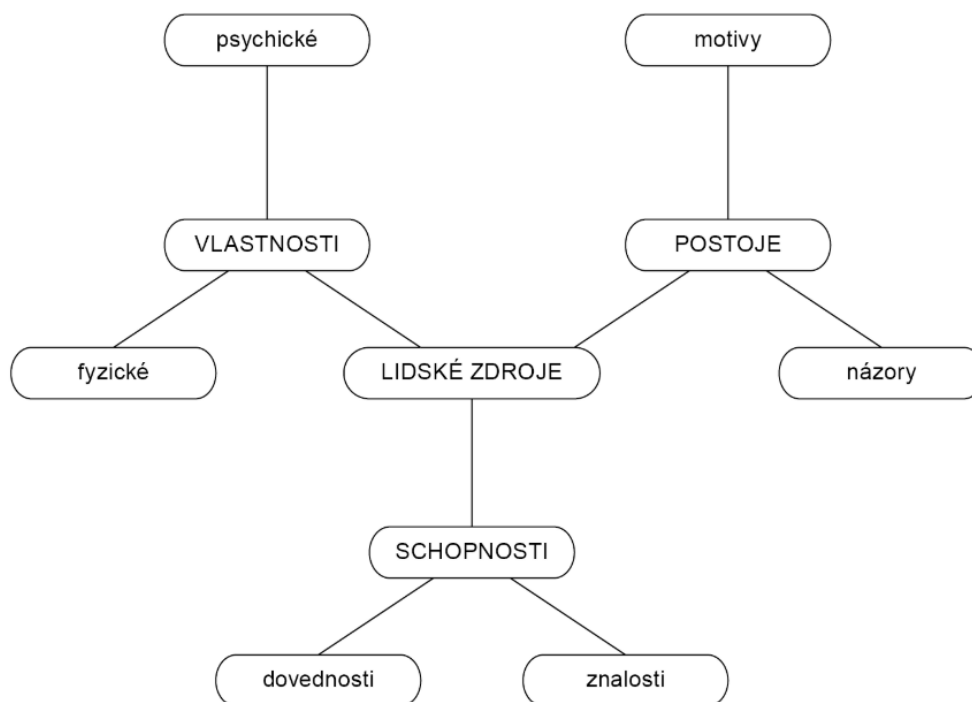 psychické
motivy
VLASTNOSTI
POSTOJE
fyzické
LIDSKÉ ZDROJE
názory
SCHOPNOSTI
dovednosti
znalosti